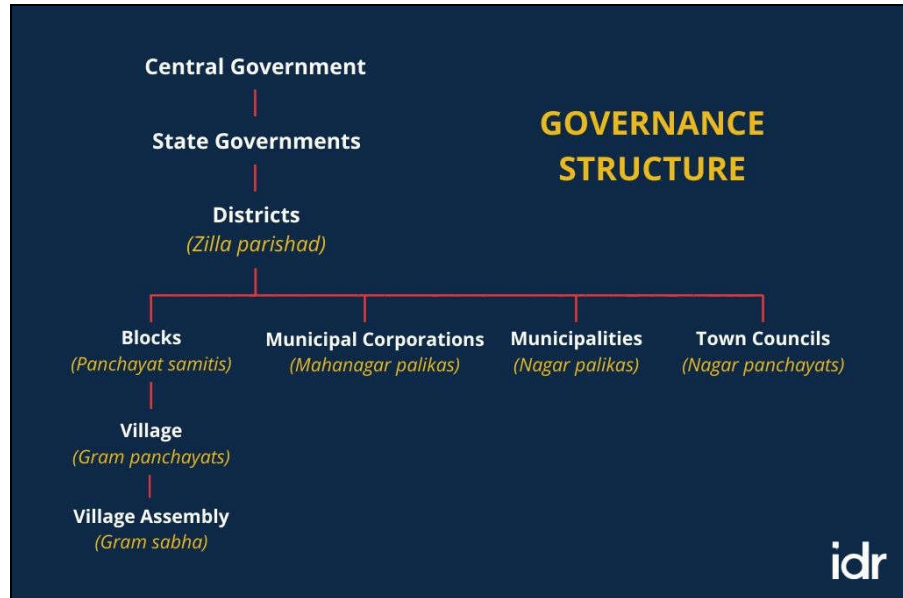 Central Government
GOVERNANCE
STRUCTURE
State Governments
Districts
(Zilla parishad)
Blocks
(Panchayat samitis)
Municipal Corporations
(Mahanagar palikas)
Municipalities
(Nagar palikas)
Town Councils
(Nagar panchayats)
Village
(Gram panchayats)
Village Assembly
(Gram sabha)
idr